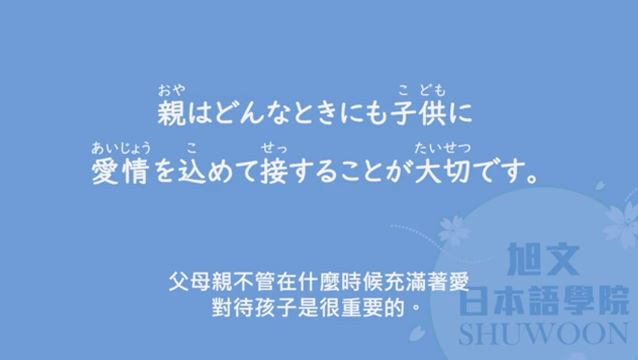 おや こ ども
親はどんなときにも子供に
あいじょう こ せっ たいせつ
愛情を込めて接することが大切です。
父母親不管在什麼時候充滿著愛
對待孩子是很重要的。
旭文
日本語學院
SHUWOON